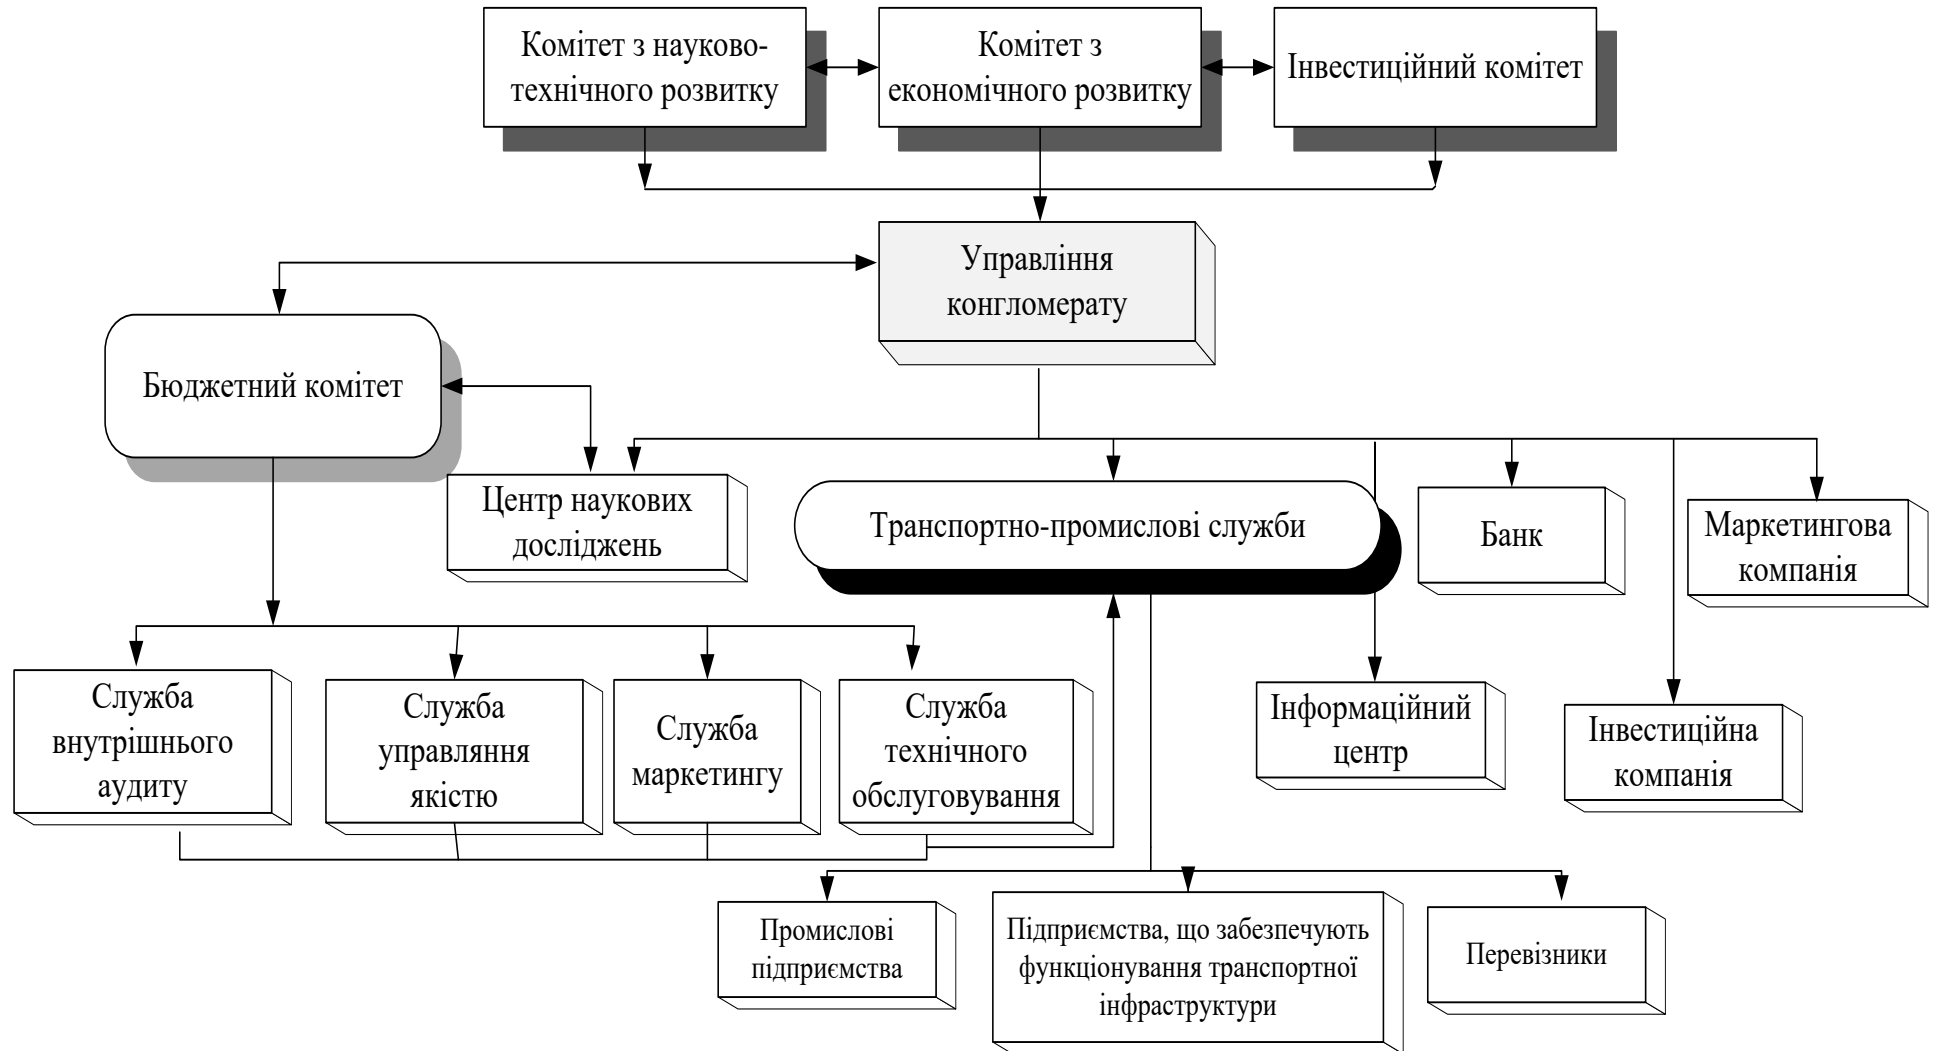 Комітет з науково-
технічного розвитку
Комітет з
економічного розвитку
Інвестиційний комітет
Управління
конгломерату
Бюджетний комітет
Центр наукових
досліджень
Транспортно-промислові служби
Банк
Маркетингова
компанія
Служба
внутрішнього
аудиту
Служба
управляння
якістю
Служба
маркетингу
Служба
технічного
обслуговування
Інформаційний
центр
Інвестиційна
компанія
Промислові
підприємства
Підприємства, що забезпечують
функціонування транспортної
інфраструктури
Перевізники